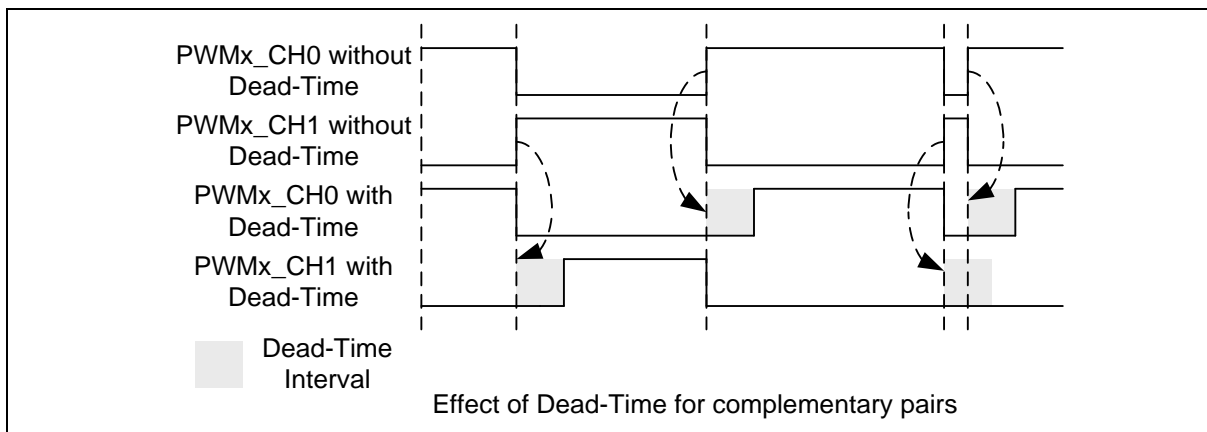 PWMx_CH0 without
Dead-Time
PWMx_CH1 without
Dead-Time
PWMx_CH0 with
Dead-Time
PWMx_CH1 with
Dead-Time
Dead-Time
Interval
Effect of Dead-Time for complementary pairs